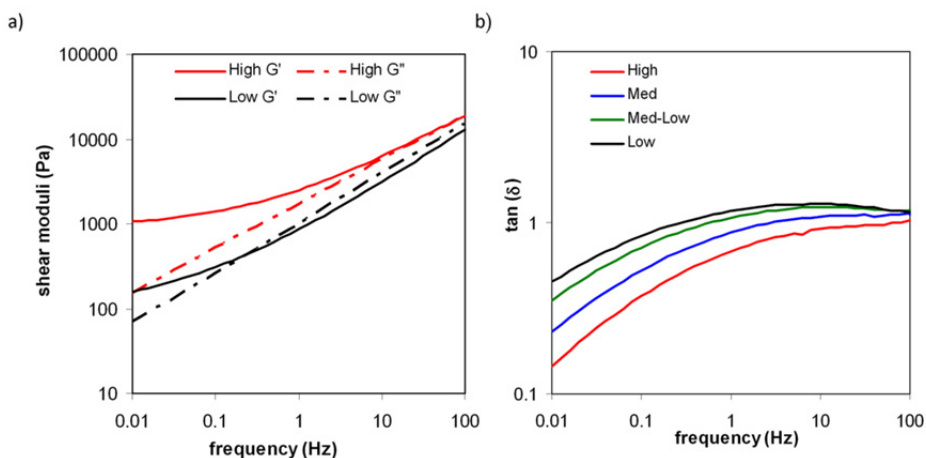 a)
100000
10000
1000
100
10
shear moduli (Pa)
High G' High G"
Low G' Low G"
0.01 0.1 1 10 100
frequency (Hz)
b)
10
1
0.1
tan (δ)
High
Med
Med-Low
Low
0.01 0.1 1 10 100
frequency (Hz)